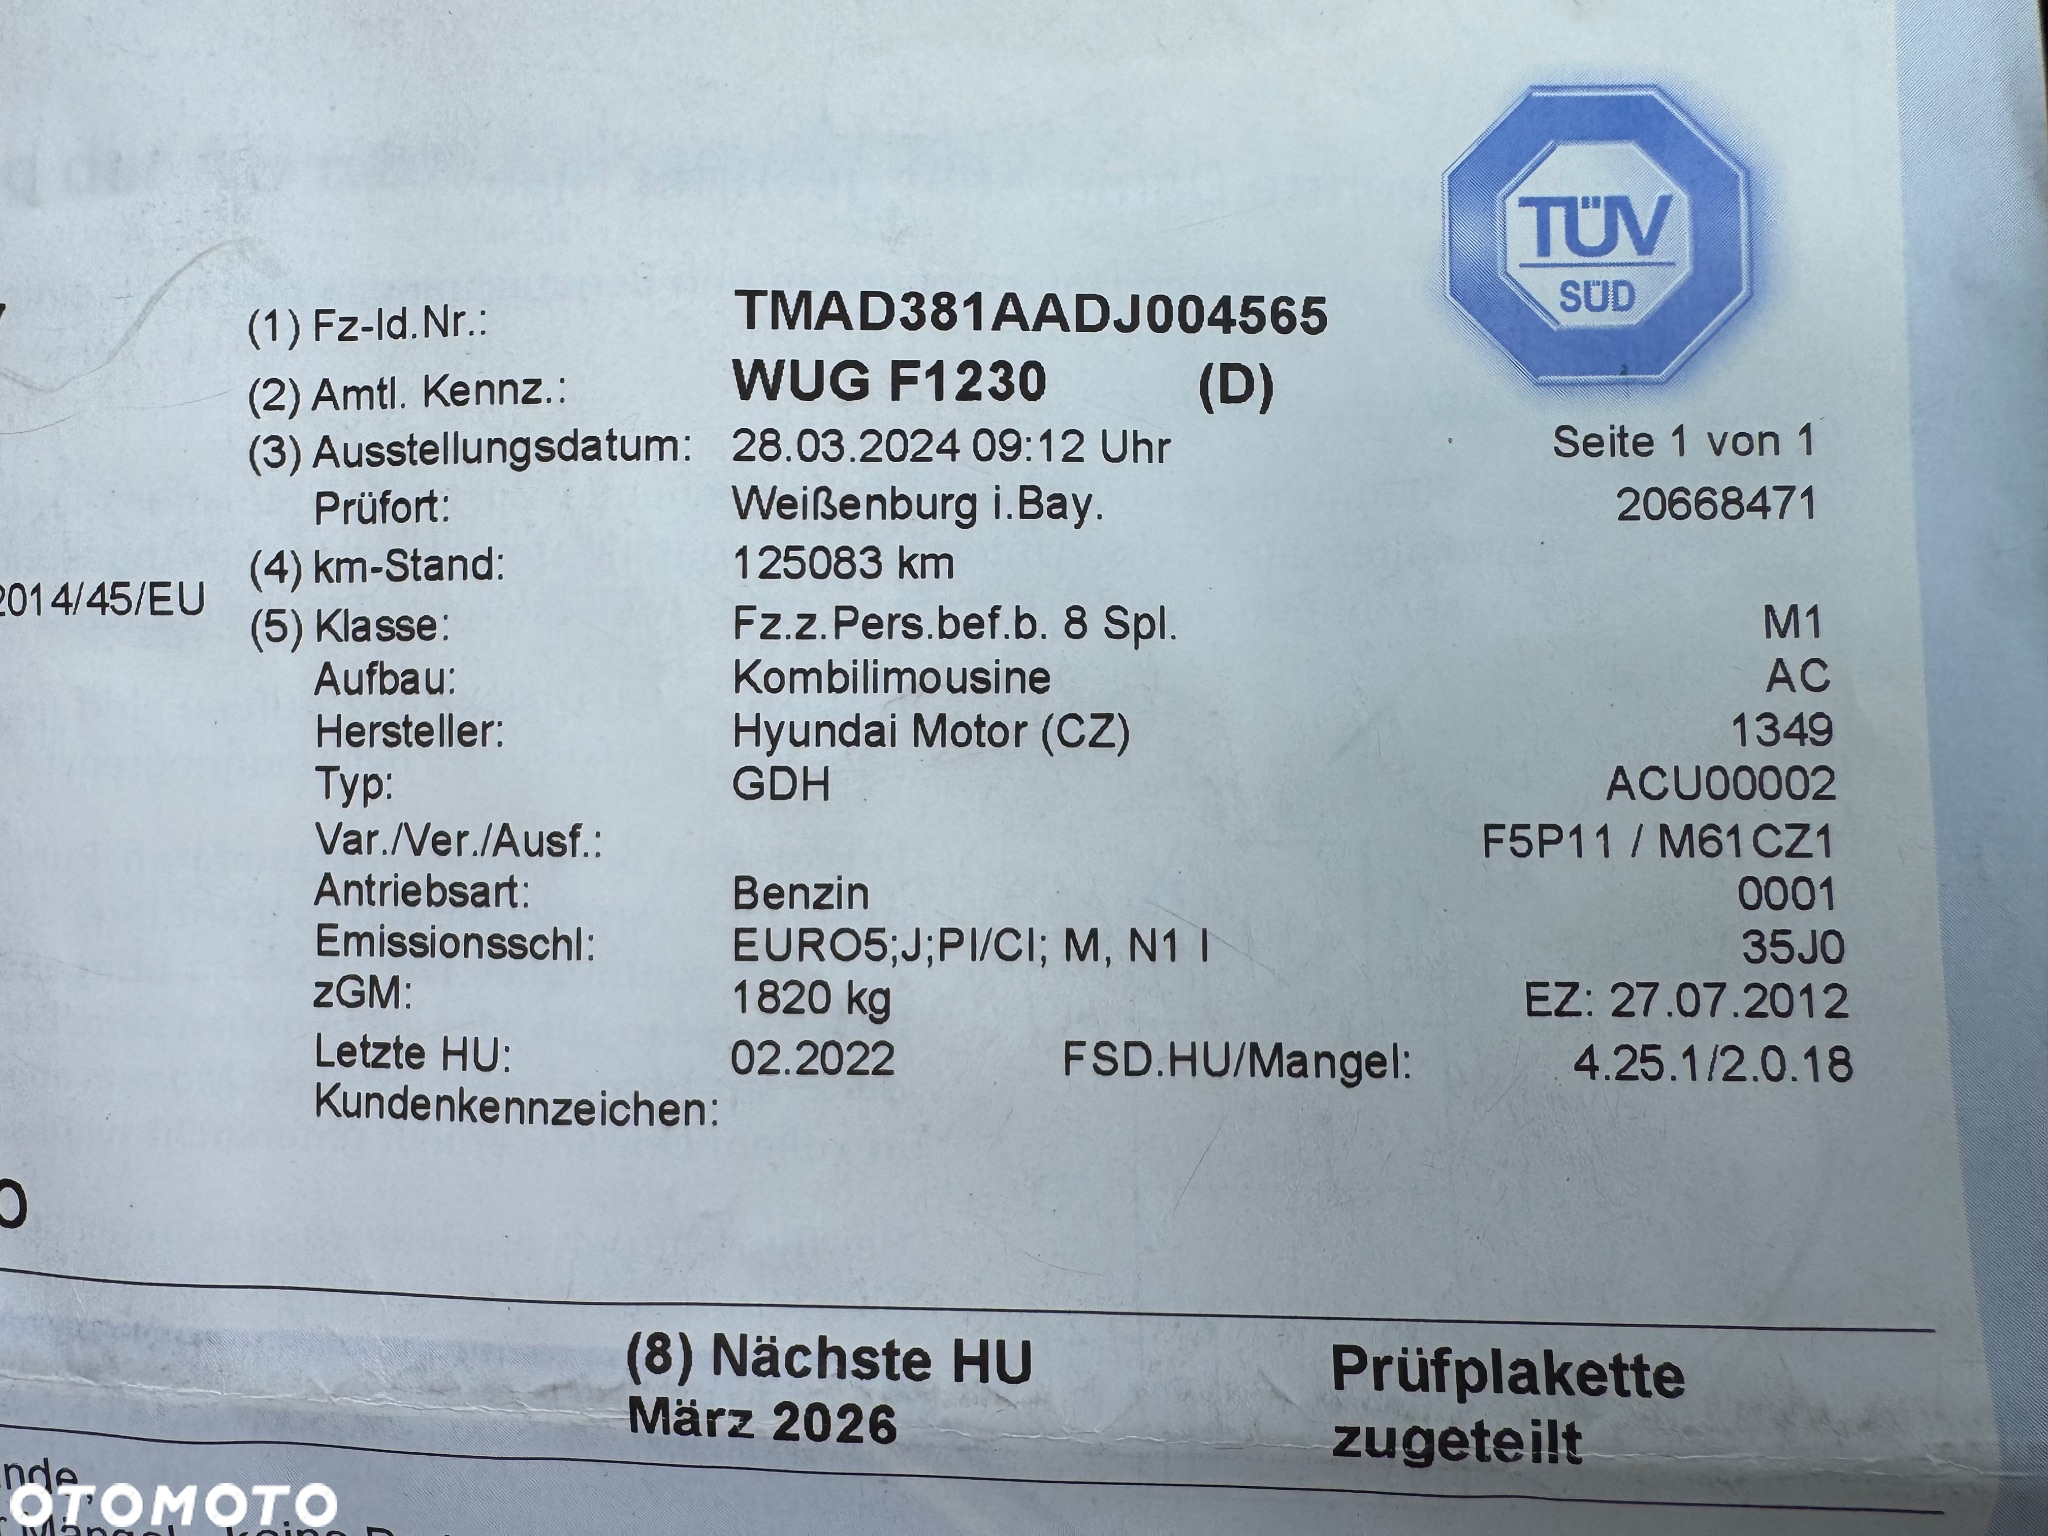 TÜV
SÜD
(1) Fz-Id.Nr.: TMAD381AADJ004565
(2) Amtl. Kennz.: WUG F1230 (D)
(3) Ausstellungsdatum: 28.03.2024 09:12 Uhr Seite 1 von 1
Prüfort: Weißenburg i.Bay. 20668471
(4) km-Stand: 125083 km
2014/45/EU
(5) Klasse: Fz.z.Pers.bef.b. 8 Spl. M1
Aufbau: Kombilimousine AC
Hersteller: Hyundai Motor (CZ) 1349
Typ: GDH ACU00002
Var./Ver./Ausf.: F5P11 / M61CZ1
Antriebsart: Benzin 0001
Emissionsschl: EURO5;J;PI/CI; M, N1 I 35J0
zGM: 1820 kg EZ: 27.07.2012
Letzte HU: 02.2022 FSD.HU/Mangel: 4.25.1/2.0.18
Kundenkennzeichen:
(8) Nächste HU Prüfplakette
März 2026 zugeteilt
OTOMOTO